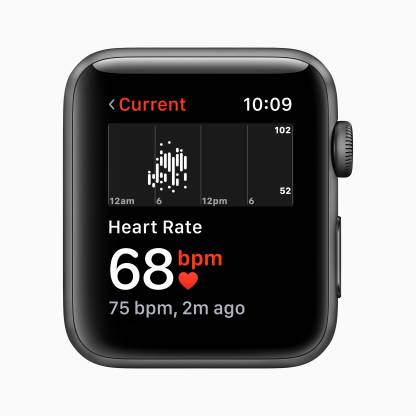 < Current 10:09
102
52
12am 6 12pm 6
Heart Rate
68 bpm
75 bpm, 2m ago